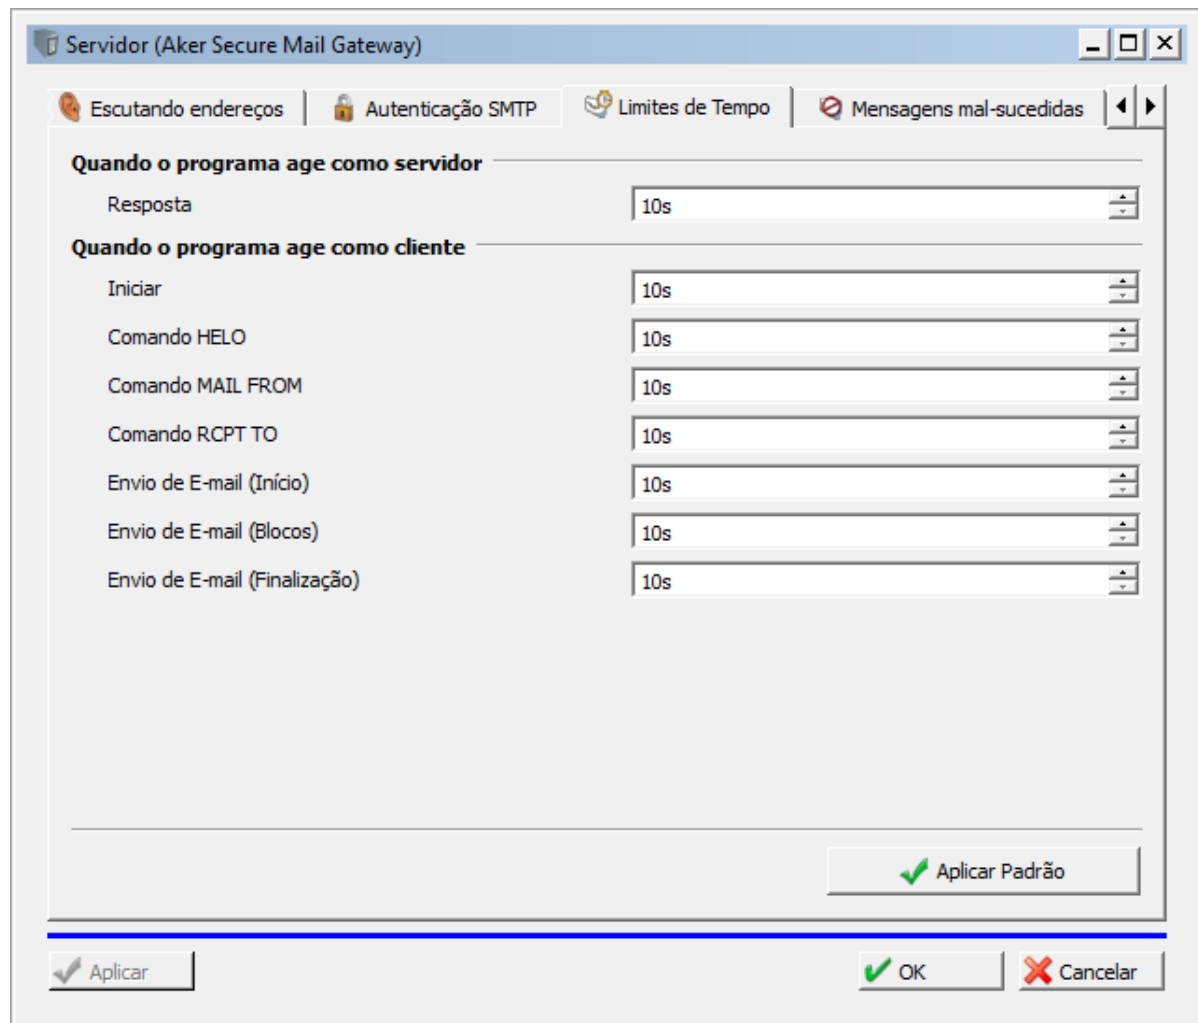 Servidor (Aker Secure Mail Gateway)
Escutando endereços Autenticação SMTP Limites de Tempo Mensagens mal-sucedidas
Quando o programa age como servidor
Resposta 10s
Quando o programa age como cliente
Iniciar 10s
Comando HELO 10s
Comando MAIL FROM 10s
Comando RCPT TO 10s
Envio de E-mail (Início) 10s
Envio de E-mail (Blocos) 10s
Envio de E-mail (Finalização) 10s
Aplicar Padrão
Aplicar OK Cancelar